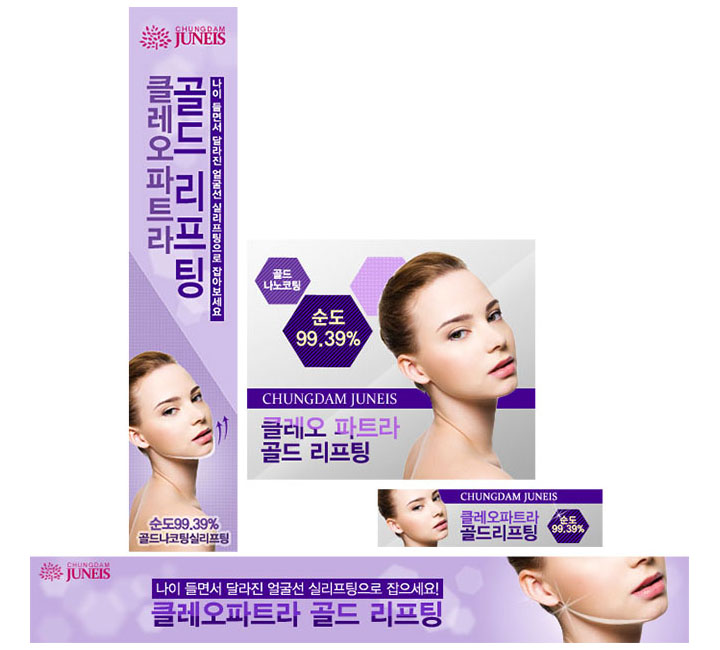 CHUNGDAM
JUNEIS
클레오파트라
골드 리프팅
나이 들면서 달라진 얼굴선 실리프팅으로 잡아보세요
순도99.39%
골드나코팅실리프팅
골드
나노코팅
순도
99.39%
CHUNGDAM JUNEIS
클레오 파트라
골드 리프팅
CHUNGDAM JUNEIS
클레오파트라
골드리프팅
순도
99.39%
CHUNGDAM
JUNEIS
나이 들면서 달라진 얼굴선 실리프팅으로 잡으세요!
클레오파트라 골드 리프팅